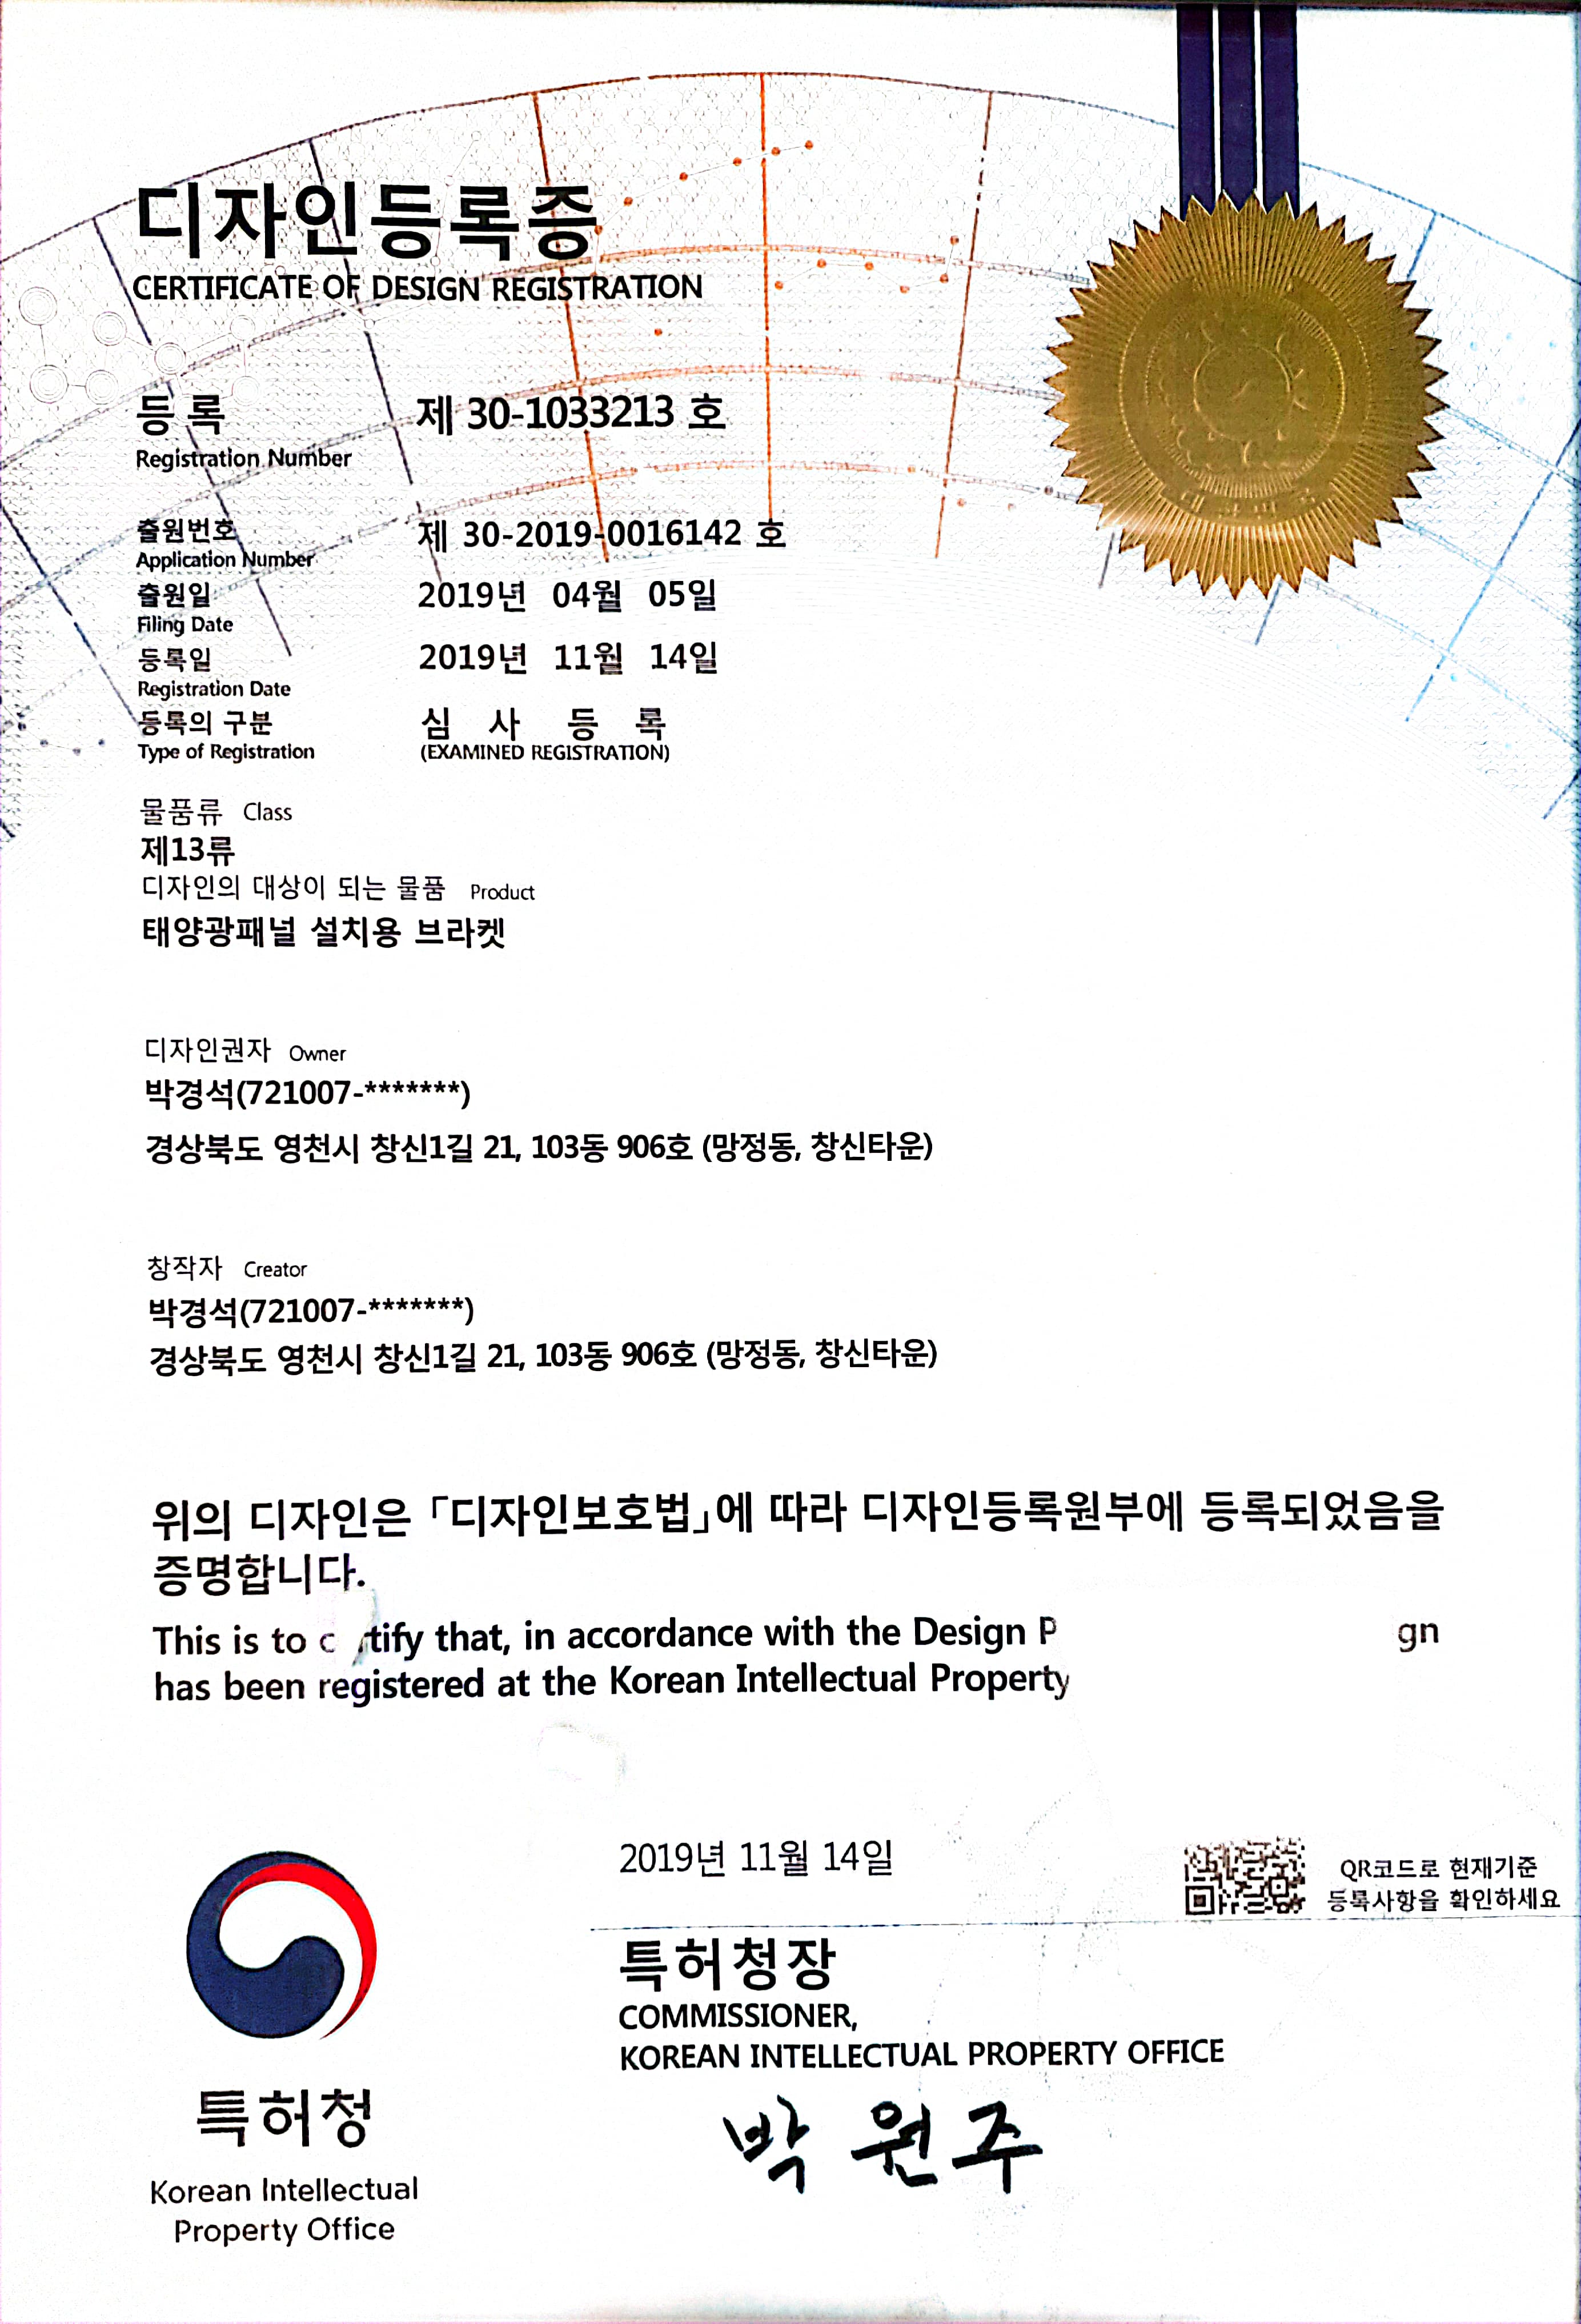 디자인등록증
CERTIFICATE OF DESIGN REGISTRATION
등록 제 30-1033213 호
Registration Number
출원번호 제 30-2019-0016142 호
Application Number
출원일 2019년 04월 05일
Filing Date
등록일 2019년 11월 14일
Registration Date
등록의 구분 심 사 등 록
Type of Registration (EXAMINED REGISTRATION)
물품류 Class
제13류
디자인의 대상이 되는 물품 Product
태양광패널 설치용 브라켓
디자인권자 Owner
박경석(721007-*******)
경상북도 영천시 창신1길 21, 103동 906호 (망정동, 창신타운)
창작자 Creator
박경석(721007-*******)
경상북도 영천시 창신1길 21, 103동 906호 (망정동, 창신타운)
위의 디자인은 「디자인보호법」에 따라 디자인등록원부에 등록되었음을
증명합니다.
This is to c rtify that, in accordance with the Design P gn
has been registered at the Korean Intellectual Property
2019년 11월 14일
QR코드로 현재기준
등록사항을 확인하세요
특허청장
COMMISSIONER,
KOREAN INTELLECTUAL PROPERTY OFFICE
박원주
특허청
Korean Intellectual
Property Office